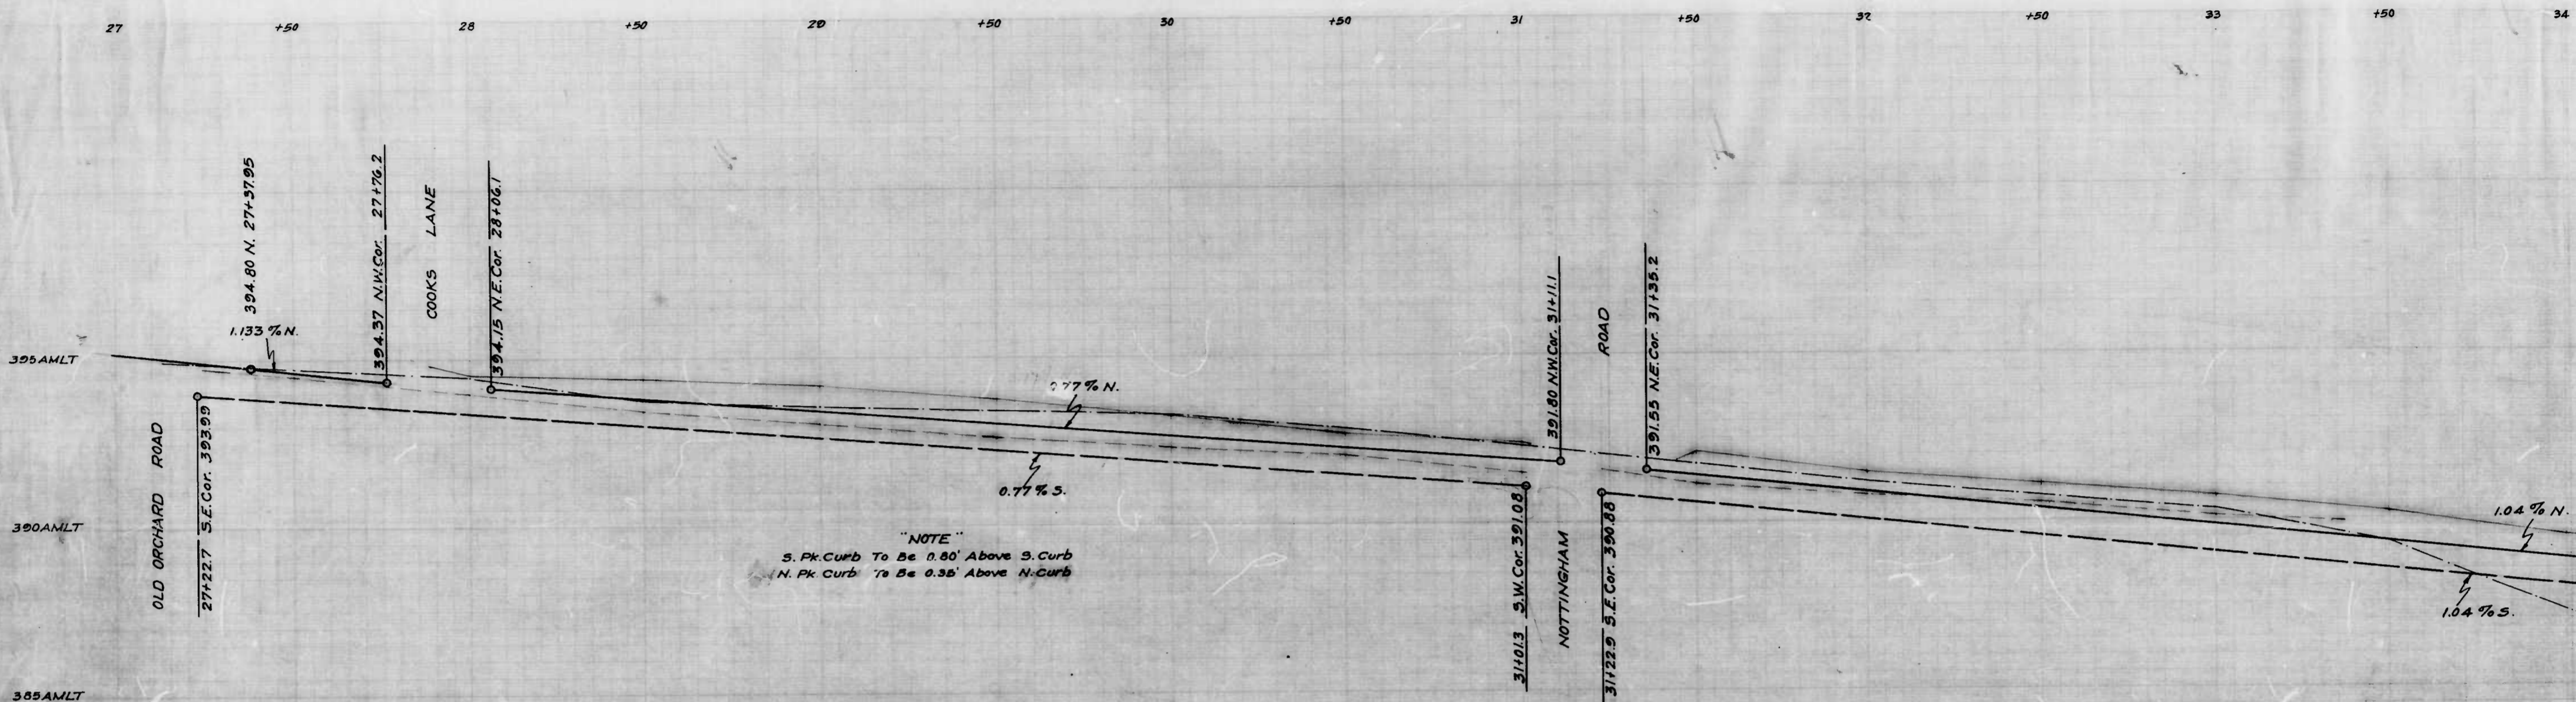 27 +50 28 +50 29 +50 30 +50 31 +50 32 +50 33 +50 34
394.80 N. 27+37.95
394.37 N.W.Cor. 27+76.2
COOKS LANE
394.15 N.E.Cor. 28+06.1
391.80 N.W.Cor. 31+11.1
ROAD
391.55 N.E.Cor. 31+35.2
1.133 % N.
395AMLT
0.77% N.
OLD ORCHARD ROAD
27+22.7 S.E.Cor. 393.99
0.77% S.
390AMLT
"NOTE"
S. Pk. Curb To Be 0.80' Above S. Curb
N. Pk. Curb To Be 0.35' Above N. Curb
31+01.3 S.W.Cor. 391.08
NOTTINGHAM
31+22.9 S.E.Cor. 390.88
1.04 % N.
1.04 % S.
385AMLT